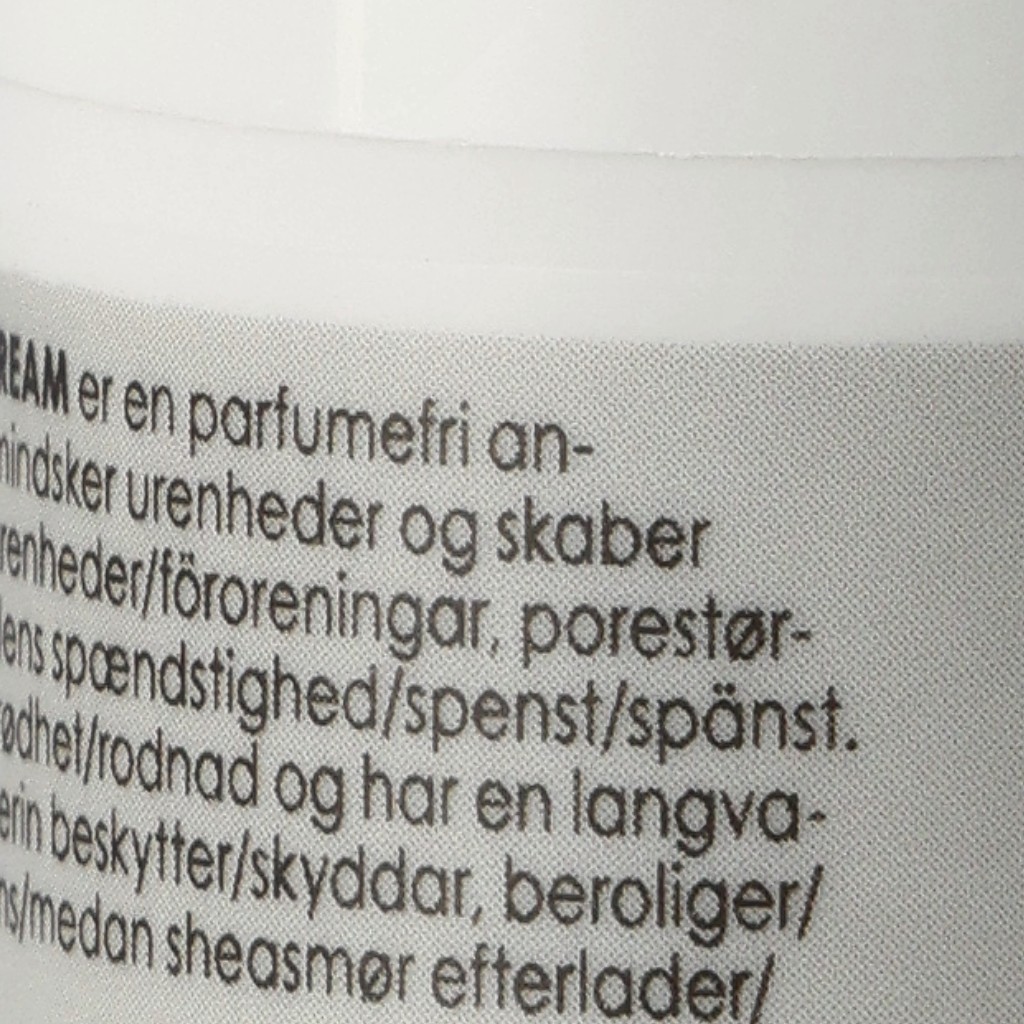 REAM er en parfumefri an-
mindsker urenheder og skaber
renheder/föroreningar, porestør-
lens spændstighed/spenst/spänst.
rødhet/rodnad og har en langva-
erin beskytter/skyddar, beroliger/
ns/medan sheasmør efterlader/